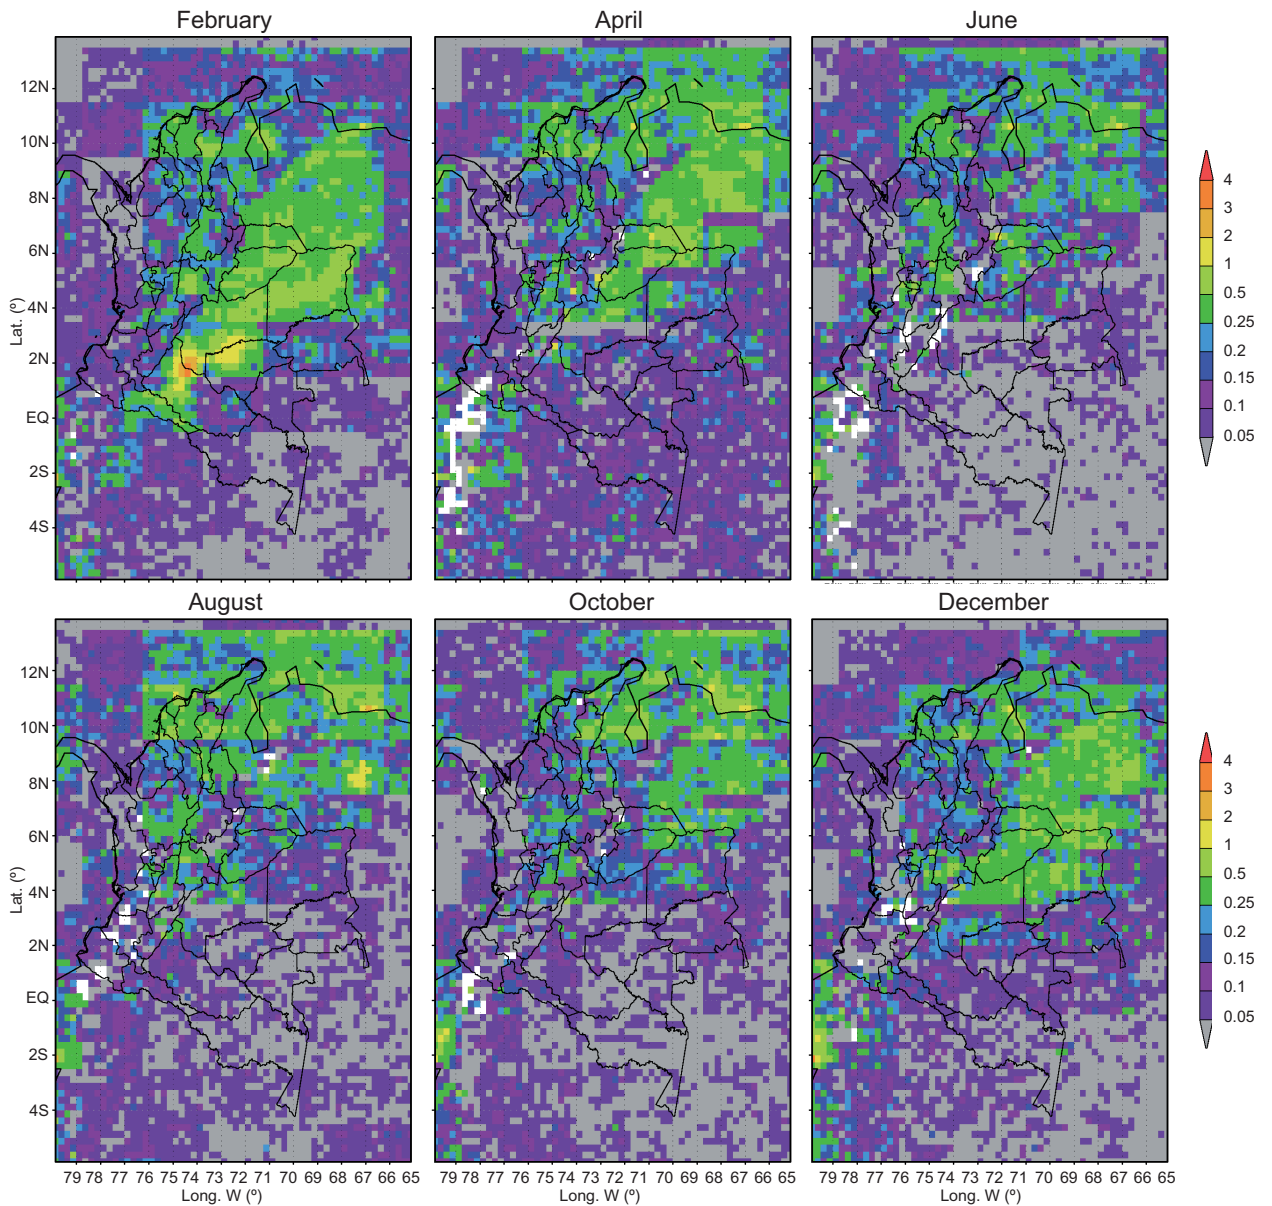 February
April
June
12N
10N
8N
6N
4N
2N
EQ
2S
4S
Lat. (º)
4
3
2
1
0.5
0.25
0.2
0.15
0.1
0.05
August
October
December
12N
10N
8N
6N
4N
2N
EQ
2S
4S
Lat. (º)
4
3
2
1
0.5
0.25
0.2
0.15
0.1
0.05
79 78 77 76 75 74 73 72 71 70 69 68 67 66 65
79 78 77 76 75 74 73 72 71 70 69 68 67 66 65
79 78 77 76 75 74 73 72 71 70 69 68 67 66 65
Long. W (º)
Long. W (º)
Long. W (º)